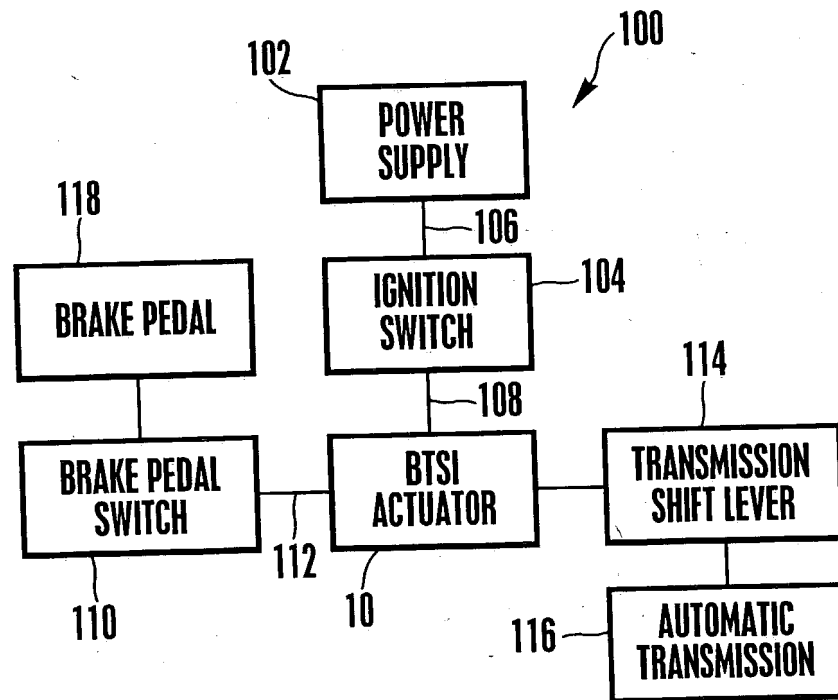 100
102
POWER
SUPPLY
106
118
BRAKE PEDAL
IGNITION
SWITCH
104
108
114
BRAKE PEDAL
SWITCH
112
BTSI
ACTUATOR
TRANSMISSION
SHIFT LEVER
110
10
116
AUTOMATIC
TRANSMISSION